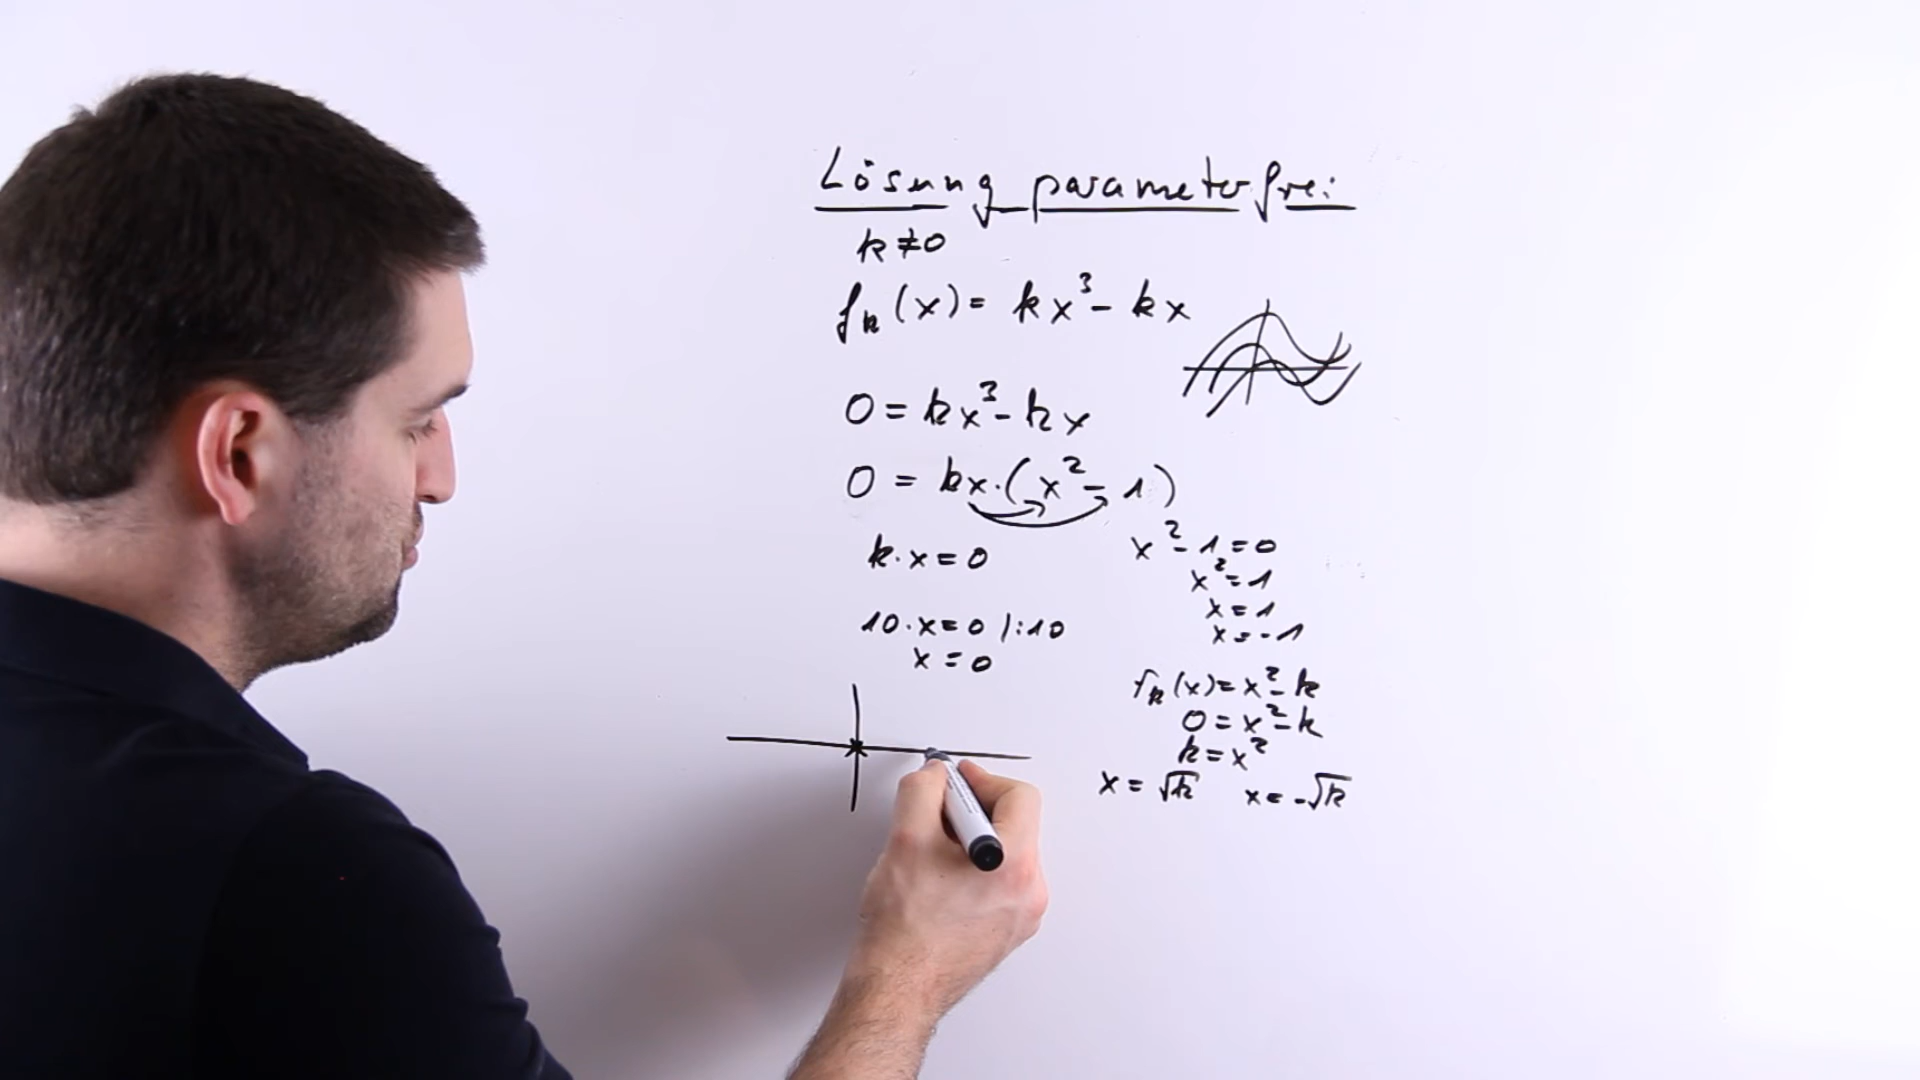 Lösung parameterfrei
k≠0
fₖ(x)= kx³- kx
0= kx³- kx
0 = kx·(x²- 1)
k·x=0
10·x=0 |:10
x=0
x²-1=0
x²=1
x=1
x=-1
fₖ(x)= x²- k
0= x²- k
k= x²
x= √k x=-√k